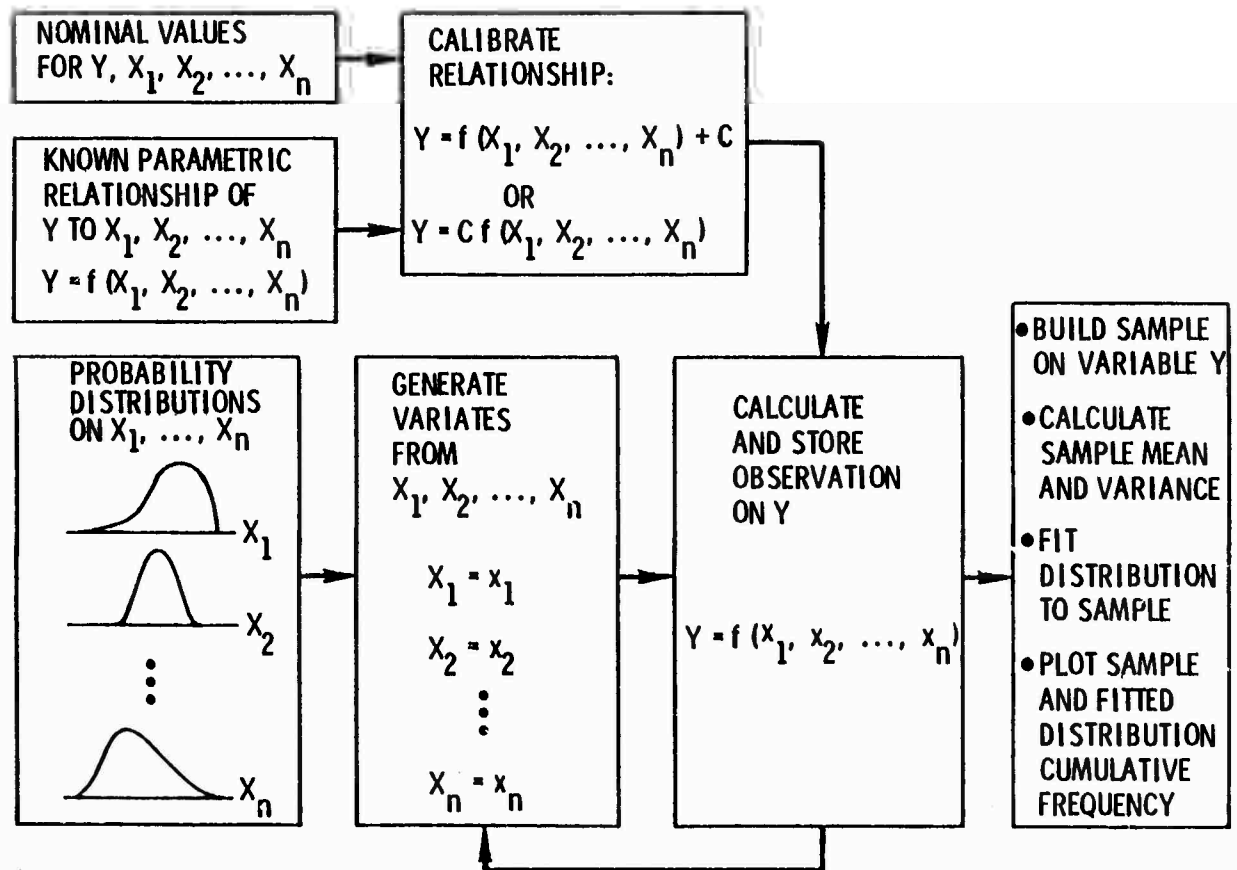 NOMINAL VALUES
FOR Y, X₁, X₂, ..., Xₙ
CALIBRATE
RELATIONSHIP:
Y = f (X₁, X₂, ..., Xₙ) + C
OR
Y = C f (X₁, X₂, ..., Xₙ)
KNOWN PARAMETRIC
RELATIONSHIP OF
Y TO X₁, X₂, ..., Xₙ
Y = f (X₁, X₂, ..., Xₙ)
PROBABILITY
DISTRIBUTIONS
ON X₁, ..., Xₙ
X₁
X₂
Xₙ
GENERATE
VARIATES
FROM
X₁, X₂, ..., Xₙ
X₁ = x₁
X₂ = x₂
Xₙ = xₙ
CALCULATE
AND STORE
OBSERVATION
ON Y
Y = f (x₁, x₂, ..., xₙ)
• BUILD SAMPLE
ON VARIABLE Y
• CALCULATE
SAMPLE MEAN
AND VARIANCE
• FIT
DISTRIBUTION
TO SAMPLE
• PLOT SAMPLE
AND FITTED
DISTRIBUTION
CUMULATIVE
FREQUENCY